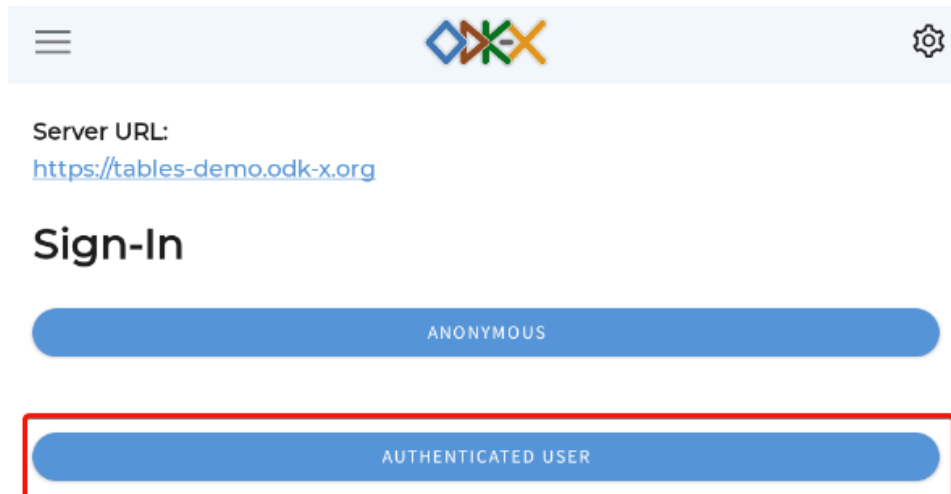 ODK-X
Server URL:
https://tables-demo.odk-x.org
Sign-In
ANONYMOUS
AUTHENTICATED USER